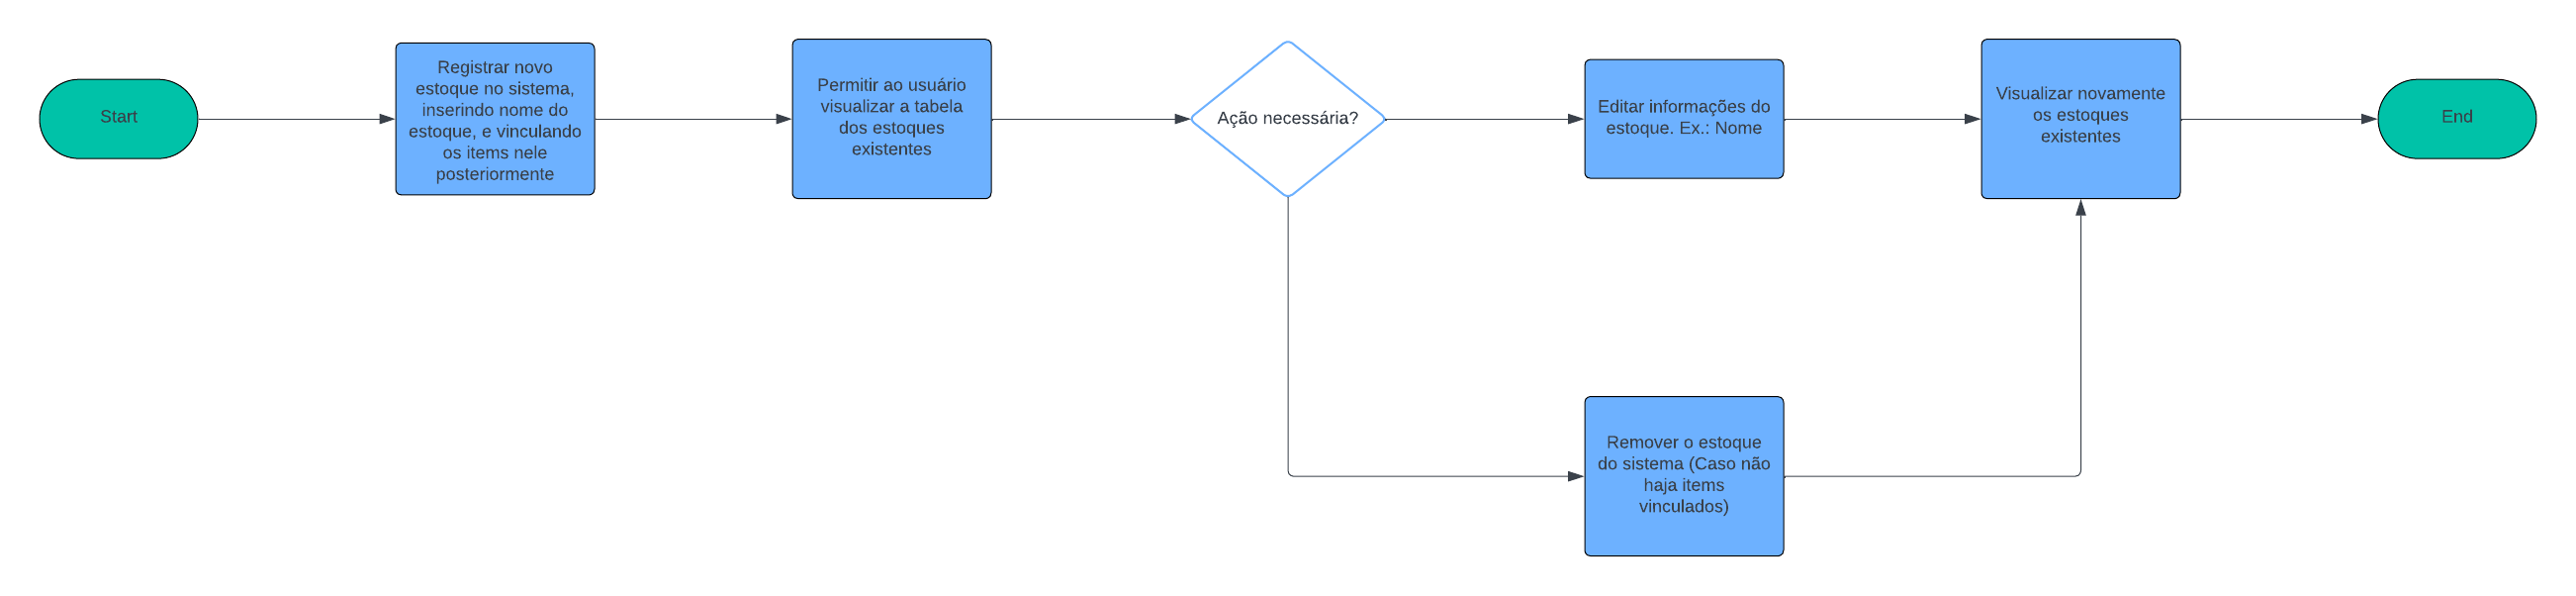 Start
Registrar novo
estoque no sistema,
inserindo nome do
estoque, e vinculando
os items nele
posteriormente
Permitir ao usuário
visualizar a tabela
dos estoques
existentes
Ação necessária?
Editar informações do
estoque. Ex.: Nome
Visualizar novamente
os estoques
existentes
End
Remover o estoque
do sistema (Caso não
haja items
vinculados)